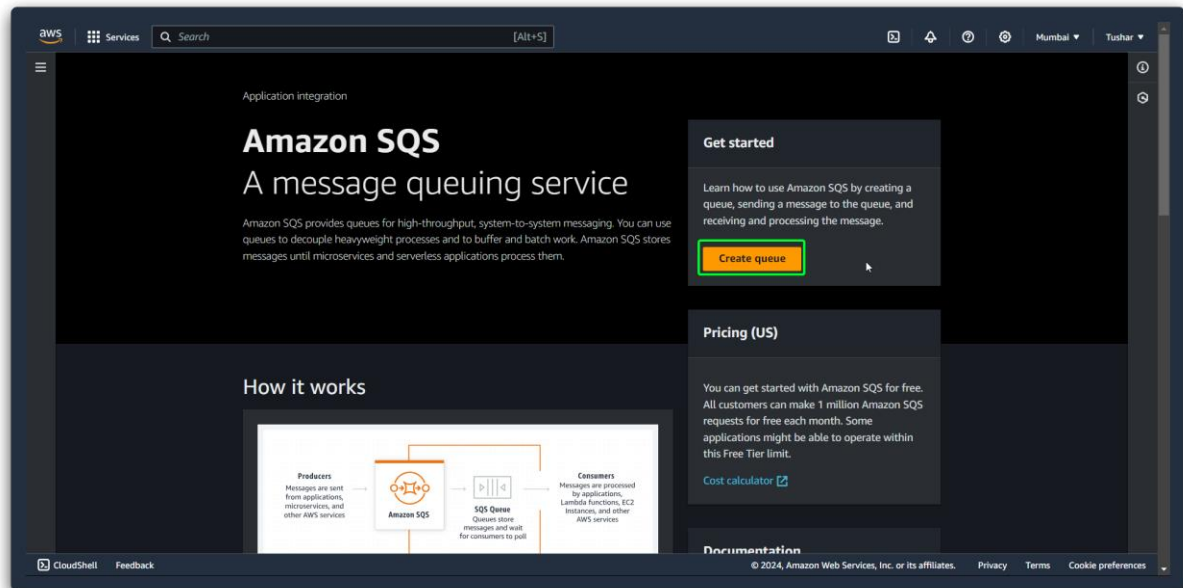 aws
Services
Search
[Alt+S]
Mumbai
Tushar
Application integration
Amazon SQS
A message queuing service
Amazon SQS provides queues for high-throughput, system-to-system messaging. You can use
queues to decouple heavyweight processes and to buffer and batch work. Amazon SQS stores
messages until microservices and serverless applications process them.
Get started
Learn how to use Amazon SQS by creating a
queue, sending a message to the queue, and
receiving and processing the message.
Create queue
Pricing (US)
You can get started with Amazon SQS for free.
All customers can make 1 million Amazon SQS
requests for free each month. Some
applications might be able to operate within
this Free Tier limit.
Cost calculator
How it works
Producers
Messages are sent
from applications,
microservices, and
other AWS services
Amazon SQS
SQS Queue
Queues store
messages and wait
for consumers to poll
Consumers
Messages are processed
by applications,
Lambda functions, EC2
Instances, and other
AWS services
Documentation
CloudShell
Feedback
© 2024, Amazon Web Services, Inc. or its affiliates.
Privacy
Terms
Cookie preferences